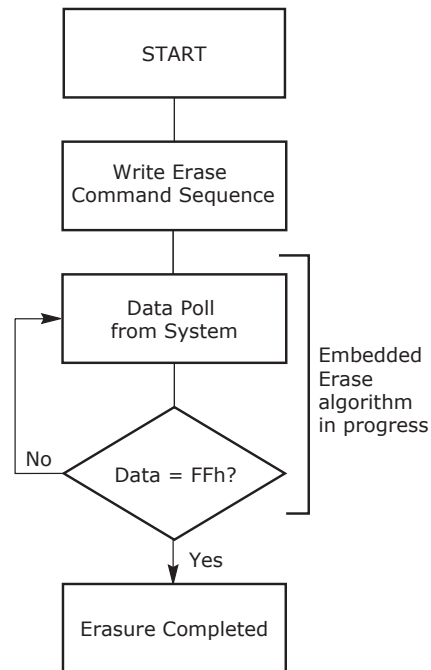 START
Write Erase
Command Sequence
Data Poll
from System
Embedded
Erase
algorithm
in progress
No
Data = FFh?
Yes
Erasure Completed